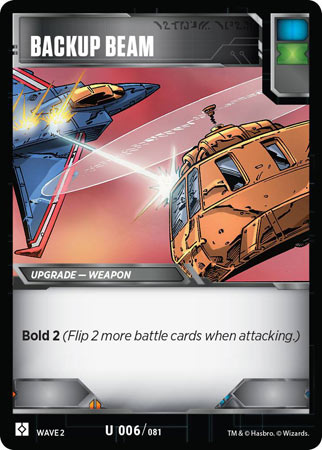 BACKUP BEAM
UPGRADE — WEAPON
Bold 2 (Flip 2 more battle cards when attacking.)
WAVE 2 U 006/081 TM & © Hasbro. © Wizards.